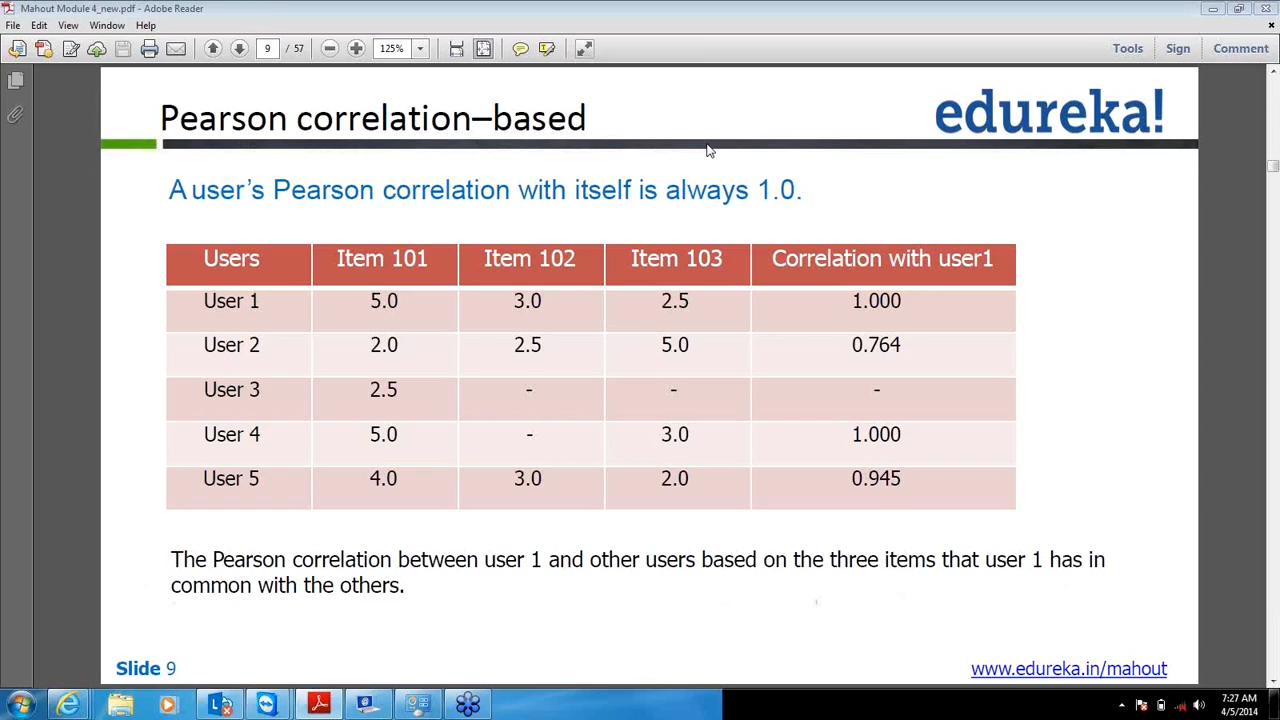 Mahout Module 4_new.pdf - Adobe Reader
File Edit View Window Help
9 / 57 125% Tools Sign Comment
Pearson correlation–based
edureka!
A user's Pearson correlation with itself is always 1.0.
Users Item 101 Item 102 Item 103 Correlation with user1
User 1 5.0 3.0 2.5 1.000
User 2 2.0 2.5 5.0 0.764
User 3 2.5 - - -
User 4 5.0 - 3.0 1.000
User 5 4.0 3.0 2.0 0.945
The Pearson correlation between user 1 and other users based on the three items that user 1 has in
common with the others.
Slide 9
www.edureka.in/mahout
7:27 AM
4/5/2014